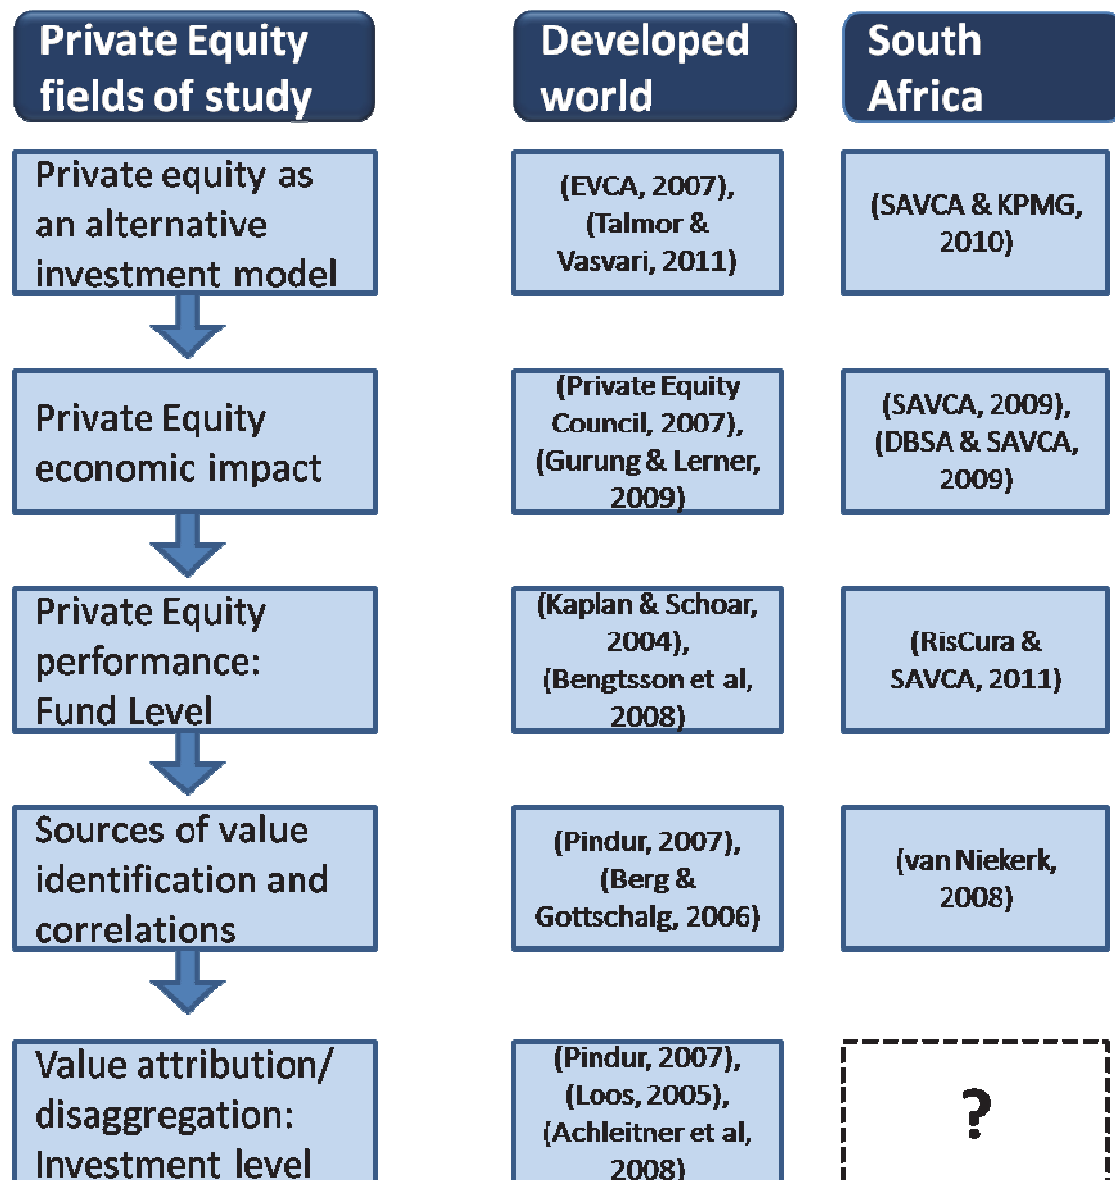 Private Equity
fields of study
Developed
world
South
Africa
Private equity as
an alternative
investment model
(EVCA, 2007),
(Talmor &
Vasvari, 2011)
(SAVCA & KPMG,
2010)
Private Equity
economic impact
(Private Equity
Council, 2007),
(Gurung & Lerner,
2009)
(SAVCA, 2009),
(DBSA & SAVCA,
2009)
Private Equity
performance:
Fund Level
(Kaplan & Schoar,
2004),
(Bengtsson et al,
2008)
(RisCura &
SAVCA, 2011)
Sources of value
identification and
correlations
(Pindur, 2007),
(Berg &
Gottschalg, 2006)
(van Niekerk,
2008)
Value attribution/
disaggregation:
Investment level
(Pindur, 2007),
(Loos, 2005),
(Achleitner et al,
2008)
?